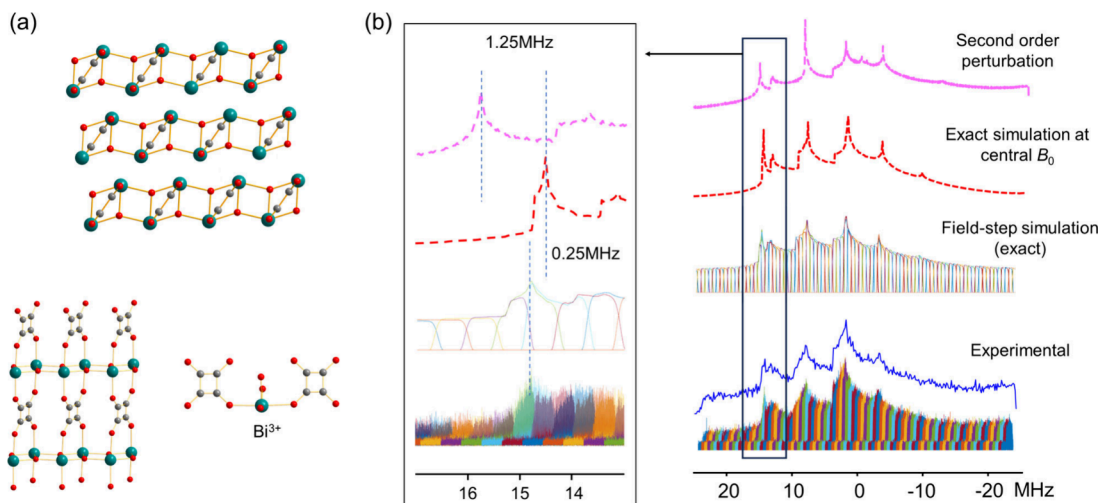 (a)
Bi³⁺
(b)
1.25MHz
0.25MHz
16 15 14
Second order
perturbation
Exact simulation at
central B₀
Field-step simulation
(exact)
Experimental
20 10 0 -10 -20 MHz